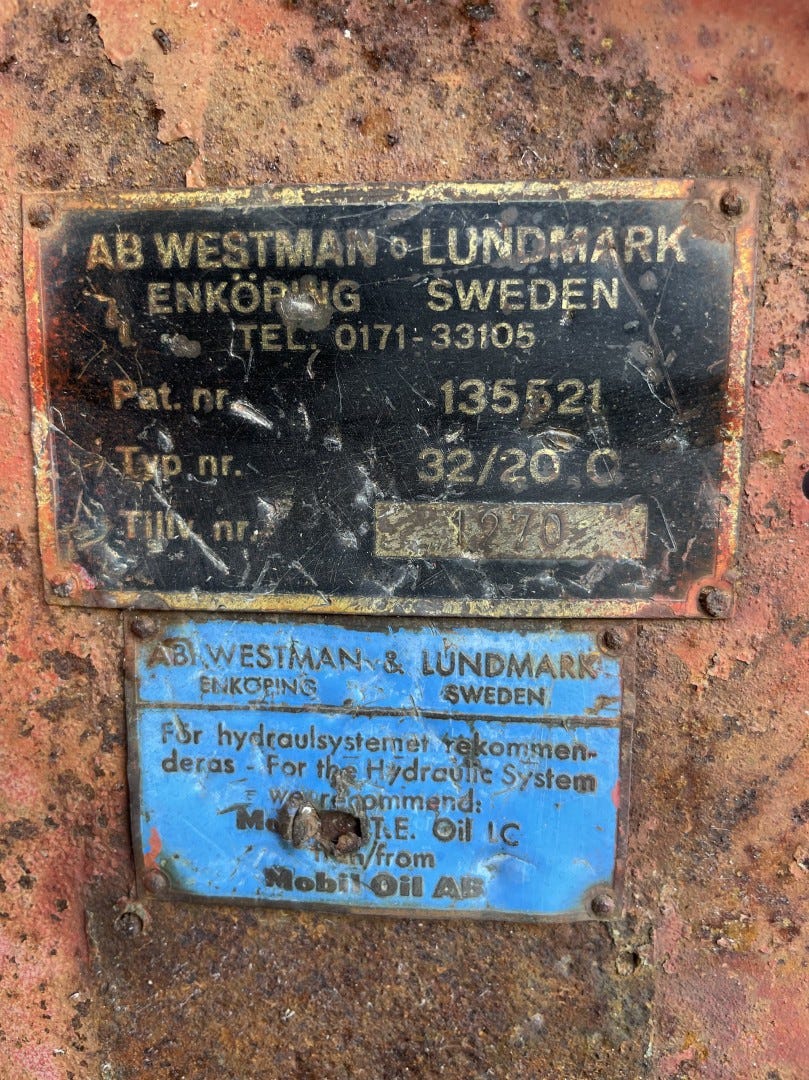 AB WESTMAN o LUNDMARK
ENKÖPING SWEDEN
TEL. 0171-33105
Pat. nr. 135521
Typ nr. 32/20 C
Tillv. nr. 1270
AB WESTMAN & LUNDMARK
ENKÖPING SWEDEN
För hydraulsystemet rekommen-
deras - For the Hydraulic System
we recommend:
T.E. Oil LC
från/from
Mobil Oil AB